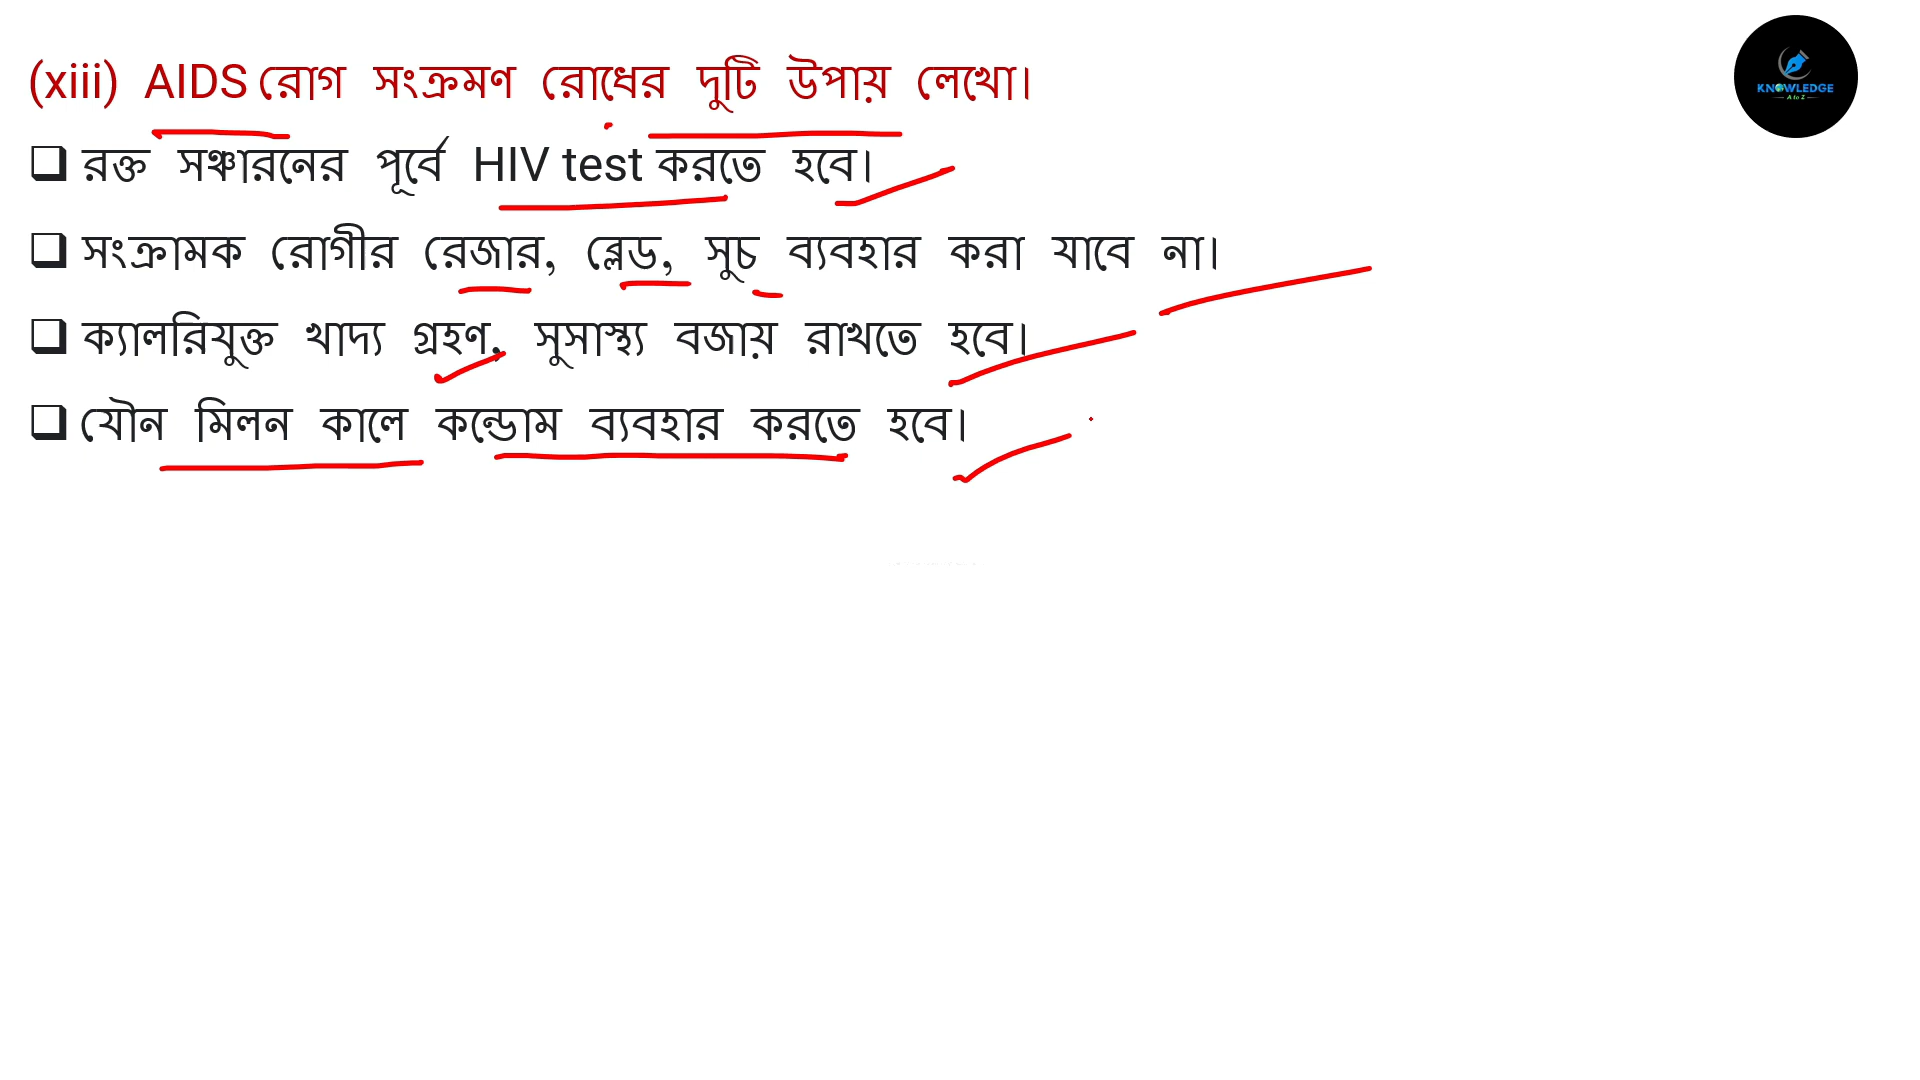 (xiii) AIDS রোগ সংক্রমণ রোধের দুটি উপায় লেখো।
KNOWLEDGE
A to Z
❑ রক্ত সঞ্চারনের পূর্বে HIV test করতে হবে।
❑ সংক্রামক রোগীর রেজার, ব্লেড, সুচ ব্যবহার করা যাবে না।
❑ ক্যালরিযুক্ত খাদ্য গ্রহণ, সুসাস্থ্য বজায় রাখতে হবে।
❑ যৌন মিলন কালে কন্ডোম ব্যবহার করতে হবে।